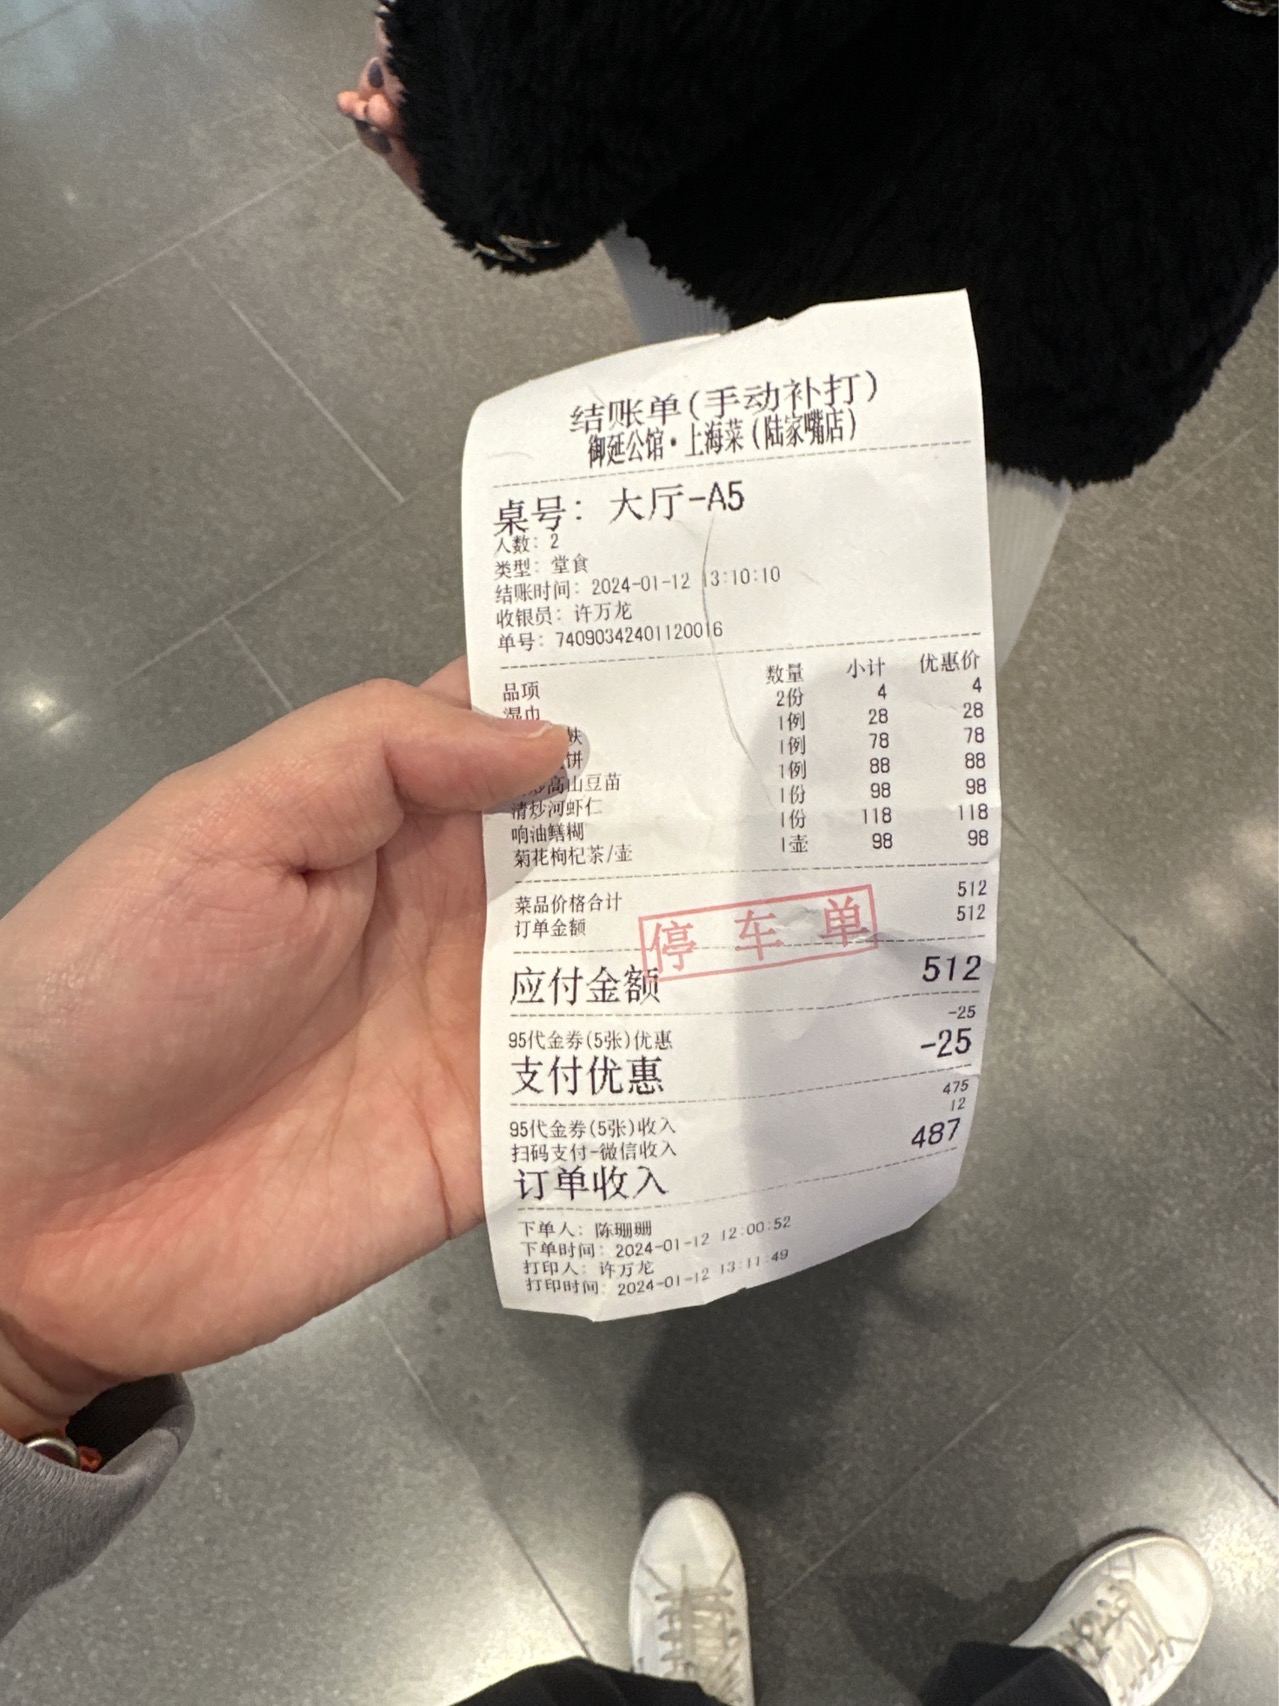 结账单(手动补打)
御延公馆·上海菜(陆家嘴店)
桌号: 大厅-A5
人数: 2
类型: 堂食
结账时间: 2024-01-12 13:10:10
收银员: 许万龙
单号: 74090342401120016
品项 数量 小计 优惠价
湿巾 2份 4 4
麸 1例 28 28
饼 1例 78 78
炒高山豆苗 1例 88 88
清炒河虾仁 1份 98 98
响油鳝糊 1份 118 118
菊花枸杞茶/壶 1壶 98 98
菜品价格合计 512
订单金额 512
停车单
应付金额 512
95代金券(5张)优惠 -25
支付优惠 -25
95代金券(5张)收入 475
扫码支付-微信收入 12
订单收入 487
下单人: 陈珊珊
下单时间: 2024-01-12 12:00:52
打印人: 许万龙
打印时间: 2024-01-12 13:11:49